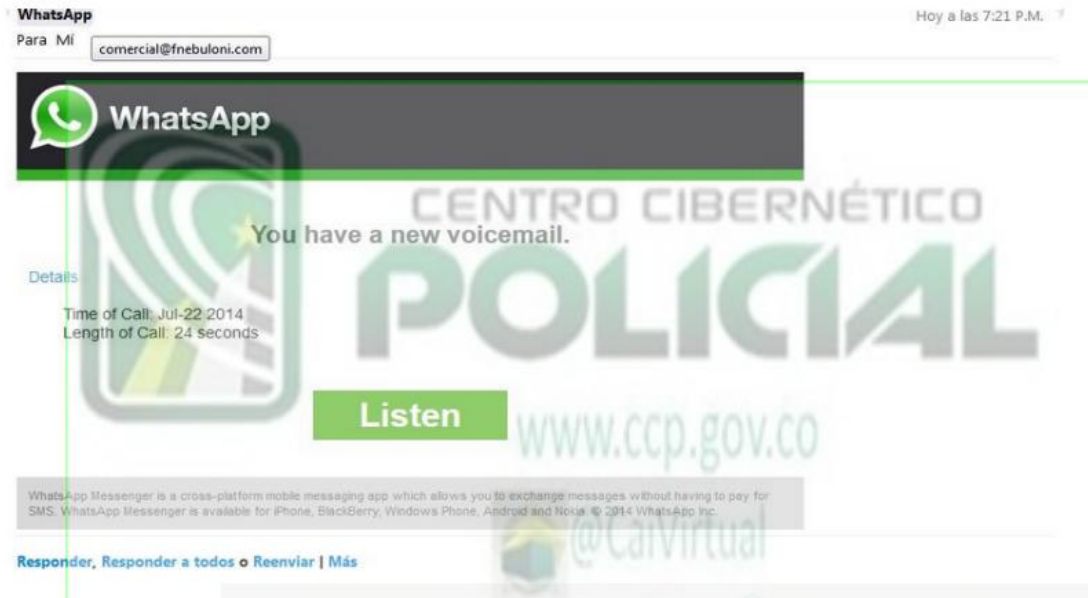 WhatsApp
Hoy a las 7:21 P.M.
Para Mí
comercial@fnebuloni.com
WhatsApp
CENTRO CIBERNÉTICO
You have a new voicemail.
POLICIAL
Details
Time of Call: Jul-22 2014
Length of Call: 24 seconds
Listen
www.ccp.gov.co
WhatsApp Messenger is a cross-platform mobile messaging app which allows you to exchange messages without having to pay for
SMS. WhatsApp Messenger is available for iPhone, BlackBerry, Windows Phone, Android and Nokia. © 2014 WhatsApp Inc.
@CaiVirtual
Responder, Responder a todos o Reenviar | Más